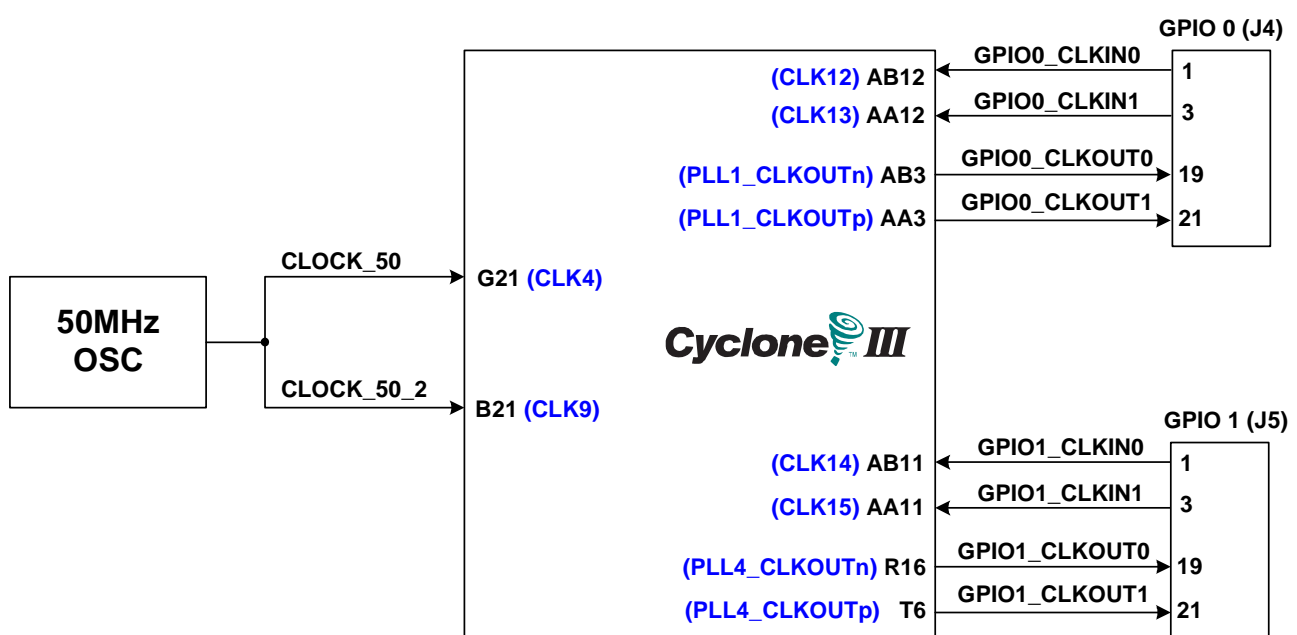 GPIO 0 (J4)
(CLK12) AB12
GPIO0_CLKIN0
1
(CLK13) AA12
GPIO0_CLKIN1
3
(PLL1_CLKOUTn) AB3
GPIO0_CLKOUT0
19
(PLL1_CLKOUTp) AA3
GPIO0_CLKOUT1
21
50MHz
OSC
CLOCK_50
G21 (CLK4)
CLOCK_50_2
B21 (CLK9)
Cyclone III
TM
GPIO 1 (J5)
(CLK14) AB11
GPIO1_CLKIN0
1
(CLK15) AA11
GPIO1_CLKIN1
3
(PLL4_CLKOUTn) R16
GPIO1_CLKOUT0
19
(PLL4_CLKOUTp) T6
GPIO1_CLKOUT1
21